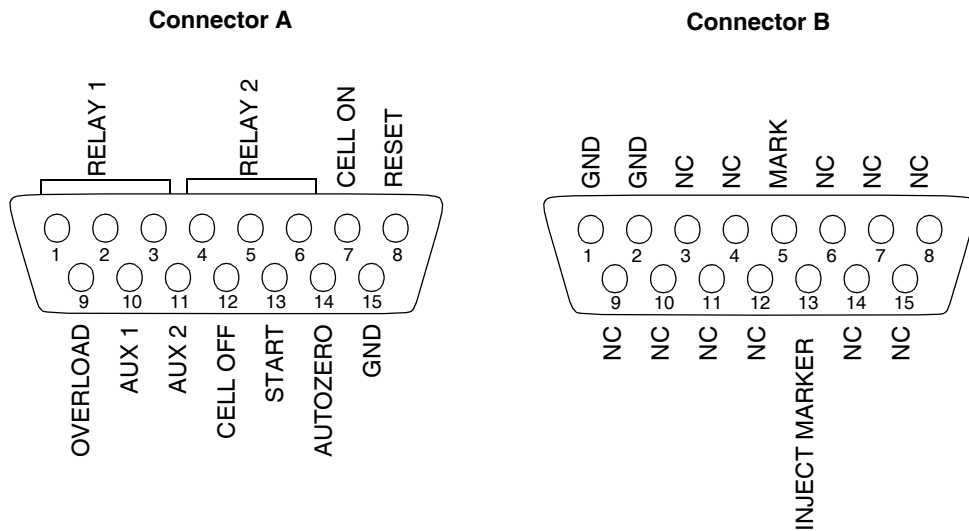 Connector A
RELAY 1
RELAY 2
CELL ON
RESET
1 2 3 4 5 6 7 8
9 10 11 12 13 14 15
OVERLOAD
AUX 1
AUX 2
CELL OFF
START
AUTOZERO
GND
Connector B
GND
GND
NC
NC
MARK
NC
NC
NC
1 2 3 4 5 6 7 8
9 10 11 12 13 14 15
NC
NC
NC
NC
INJECT MARKER
NC
NC